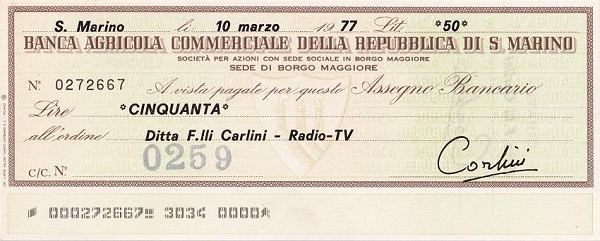 S. Marino li 10 marzo 1977 Lit. *50*
BANCA AGRICOLA COMMERCIALE DELLA REPUBBLICA DI S. MARINO
SOCIETÀ PER AZIONI CON SEDE SOCIALE IN BORGO MAGGIORE
SEDE DI BORGO MAGGIORE
N° 0272667 A vista pagate per questo Assegno Bancario
Lire *CINQUANTA*
all'ordine Ditta F.lli Carlini - Radio-TV
0259
C/C. N° Carlini
000272667 3034 0000A